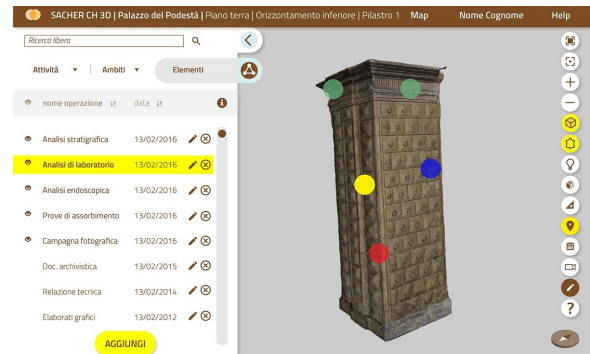 SACHER CH 3D | Palazzo del Podestà | Piano terra | Orizzontamento inferiore | Pilastro 1 Map Nome Cognome Help
Ricerca libera
Attività Ambiti Elementi
nome operazione data
Analisi stratigrafica 13/02/2016
Analisi di laboratorio 13/02/2016
Analisi endoscopica 13/02/2016
Prove di assorbimento 13/02/2016
Campagna fotografica 13/02/2016
Doc. archivistica 13/02/2015
Relazione tecnica 13/02/2014
Elaborati grafici 13/02/2012
AGGIUNGI
?